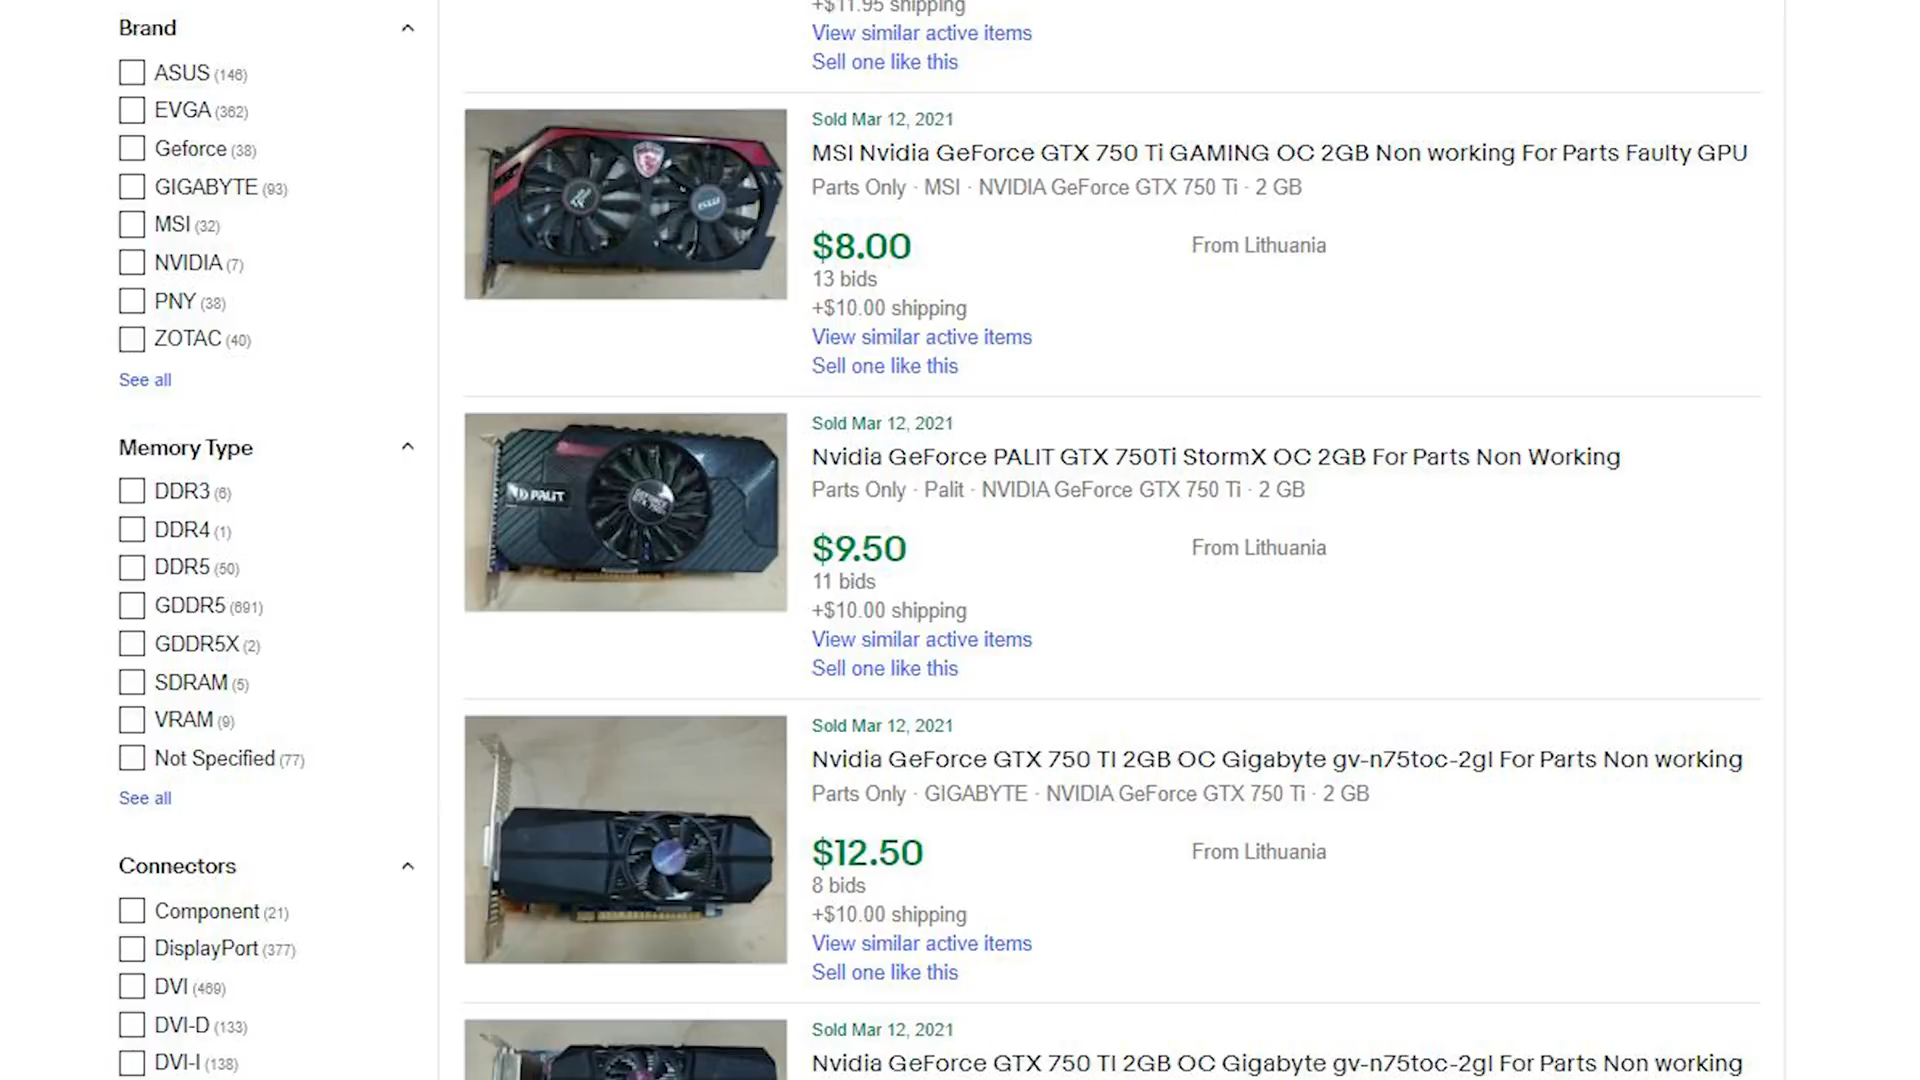 Brand
ASUS (146)
EVGA (362)
Geforce (38)
GIGABYTE (93)
MSI (32)
NVIDIA (7)
PNY (38)
ZOTAC (40)
See all
Memory Type
DDR3 (6)
DDR4 (1)
DDR5 (50)
GDDR5 (691)
GDDR5X (2)
SDRAM (5)
VRAM (9)
Not Specified (77)
See all
Connectors
Component (21)
DisplayPort (377)
DVI (469)
DVI-D (133)
DVI-I (138)
+$11.95 shipping
View similar active items
Sell one like this
Sold Mar 12, 2021
MSI Nvidia GeForce GTX 750 Ti GAMING OC 2GB Non working For Parts Faulty GPU
Parts Only · MSI · NVIDIA GeForce GTX 750 Ti · 2 GB
$8.00
From Lithuania
13 bids
+$10.00 shipping
View similar active items
Sell one like this
PALiT
Sold Mar 12, 2021
Nvidia GeForce PALIT GTX 750Ti StormX OC 2GB For Parts Non Working
Parts Only · Palit · NVIDIA GeForce GTX 750 Ti · 2 GB
$9.50
From Lithuania
11 bids
+$10.00 shipping
View similar active items
Sell one like this
Sold Mar 12, 2021
Nvidia GeForce GTX 750 TI 2GB OC Gigabyte gv-n75toc-2gl For Parts Non working
Parts Only · GIGABYTE · NVIDIA GeForce GTX 750 Ti · 2 GB
$12.50
From Lithuania
8 bids
+$10.00 shipping
View similar active items
Sell one like this
Sold Mar 12, 2021
Nvidia GeForce GTX 750 TI 2GB OC Gigabyte gv-n75toc-2gl For Parts Non working